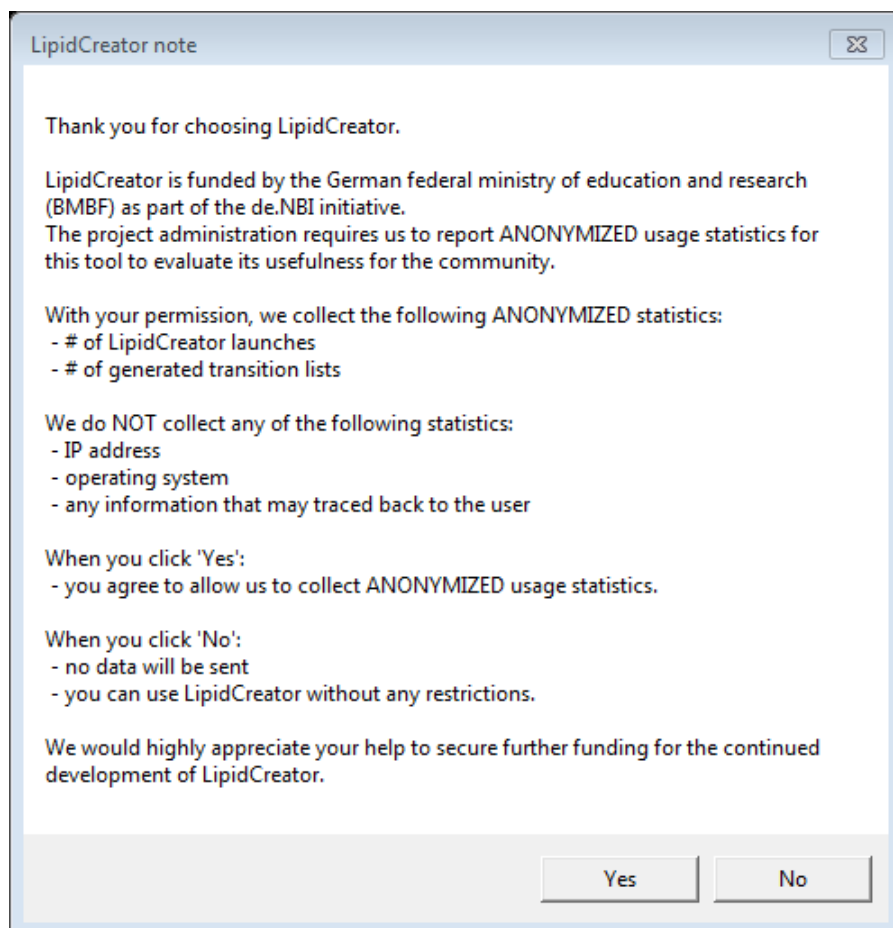 LipidCreator note
Thank you for choosing LipidCreator.
LipidCreator is funded by the German federal ministry of education and research
(BMBF) as part of the de.NBI initiative.
The project administration requires us to report ANONYMIZED usage statistics for
this tool to evaluate its usefulness for the community.
With your permission, we collect the following ANONYMIZED statistics:
- # of LipidCreator launches
- # of generated transition lists
We do NOT collect any of the following statistics:
- IP address
- operating system
- any information that may traced back to the user
When you click 'Yes':
- you agree to allow us to collect ANONYMIZED usage statistics.
When you click 'No':
- no data will be sent
- you can use LipidCreator without any restrictions.
We would highly appreciate your help to secure further funding for the continued
development of LipidCreator.
Yes No